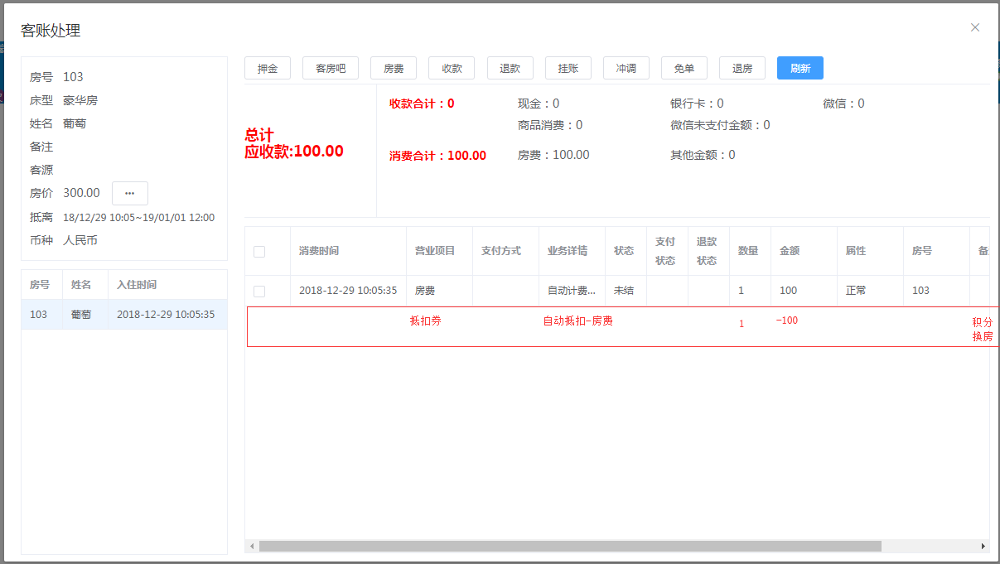 客账处理
房号 103
床型 豪华房
姓名 葡萄
备注
客源
房价 300.00 ···
抵离 18/12/29 10:05~19/01/01 12:00
币种 人民币
房号 姓名 入住时间
103 葡萄 2018-12-29 10:05:35
押金 客房吧 房费 收款 退款 挂账 冲调 免单 退房 刷新
总计
应收款:100.00
收款合计：0 现金：0 银行卡：0 微信：0
商品消费：0 微信未支付金额：0
消费合计：100.00 房费：100.00 其他金额：0
消费时间 营业项目 支付方式 业务详情 状态 支付状态 退款状态 数量 金额 属性 房号 备
2018-12-29 10:05:35 房费 自动计费... 未结 1 100 正常 103
抵扣券 自动抵扣-房费 1 -100 积分
换房